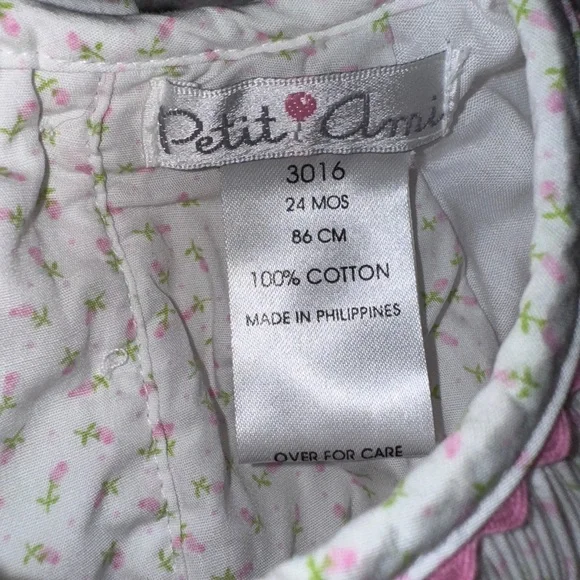 Petit Ami
3016
24 MOS
86 CM
100% COTTON
MADE IN PHILIPPINES
OVER FOR CARE